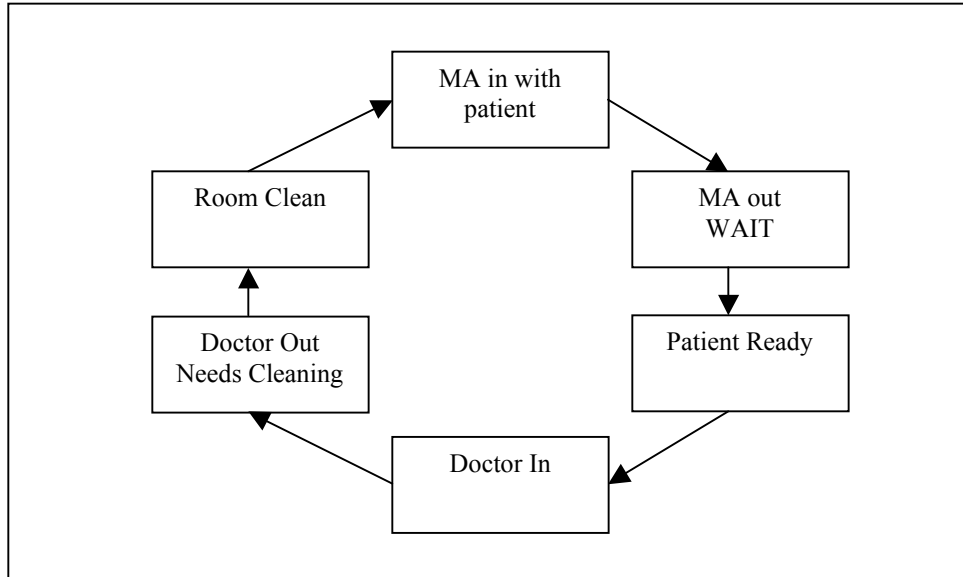 MA in with
patient
MA out
WAIT
Patient Ready
Doctor In
Doctor Out
Needs Cleaning
Room Clean